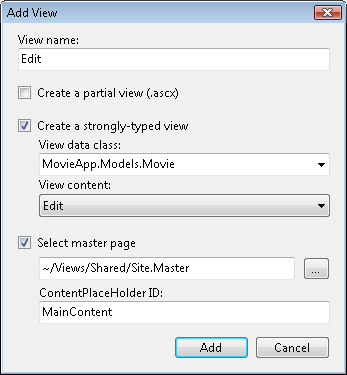 Add View
View name:
Edit
Create a partial view (.ascx)
Create a strongly-typed view
View data class:
MovieApp.Models.Movie
View content:
Edit
Select master page
~/Views/Shared/Site.Master
...
ContentPlaceHolder ID:
MainContent
Add Cancel